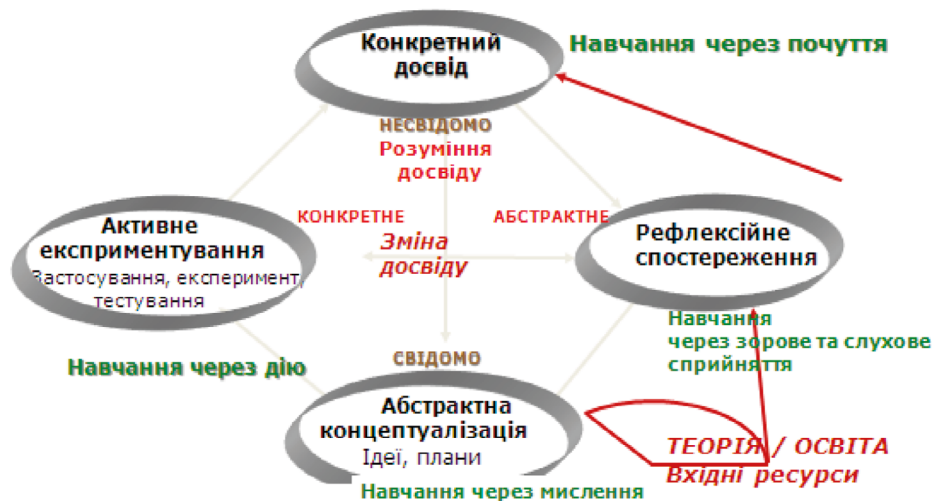 Конкретний
досвід
Навчання через почуття
НЕСВІДОМО
Розуміння
досвіду
КОНКРЕТНЕ
АБСТРАКТНЕ
Зміна
досвіду
Активне
експриментування
Застосування, експеримент,
тестування
Рефлексійне
спостереження
Навчання
через зорове та слухове
сприйняття
Навчання через дію
СВІДОМО
Абстрактна
концептуалізація
Ідеї, плани
ТЕОРІЯ / ОСВІТА
Вхідні ресурси
Навчання через мислення